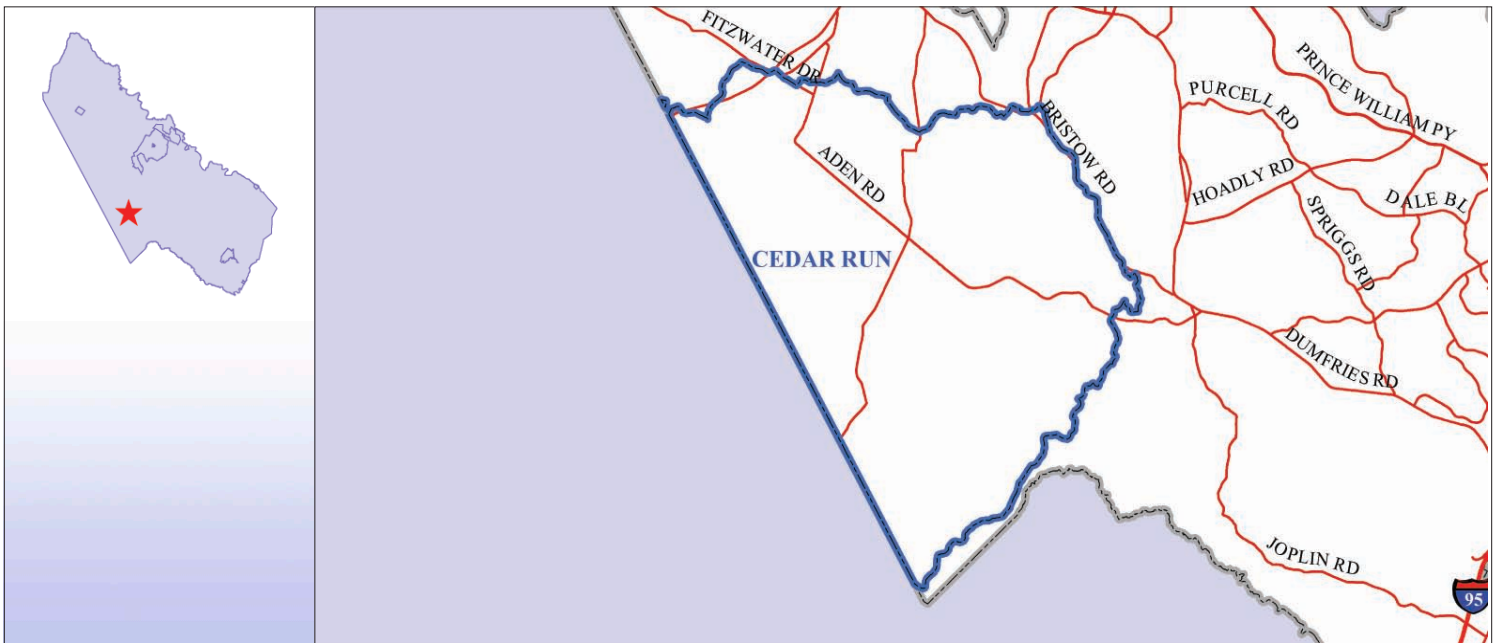 FITZWATER DR
PRINCE WILLIAM PY
PURCELL RD
BRISTOW RD
ADEN RD
HOADLY RD
DALE BL
SPRIGGS RD
CEDAR RUN
DUMFRIES RD
JOPLIN RD
95